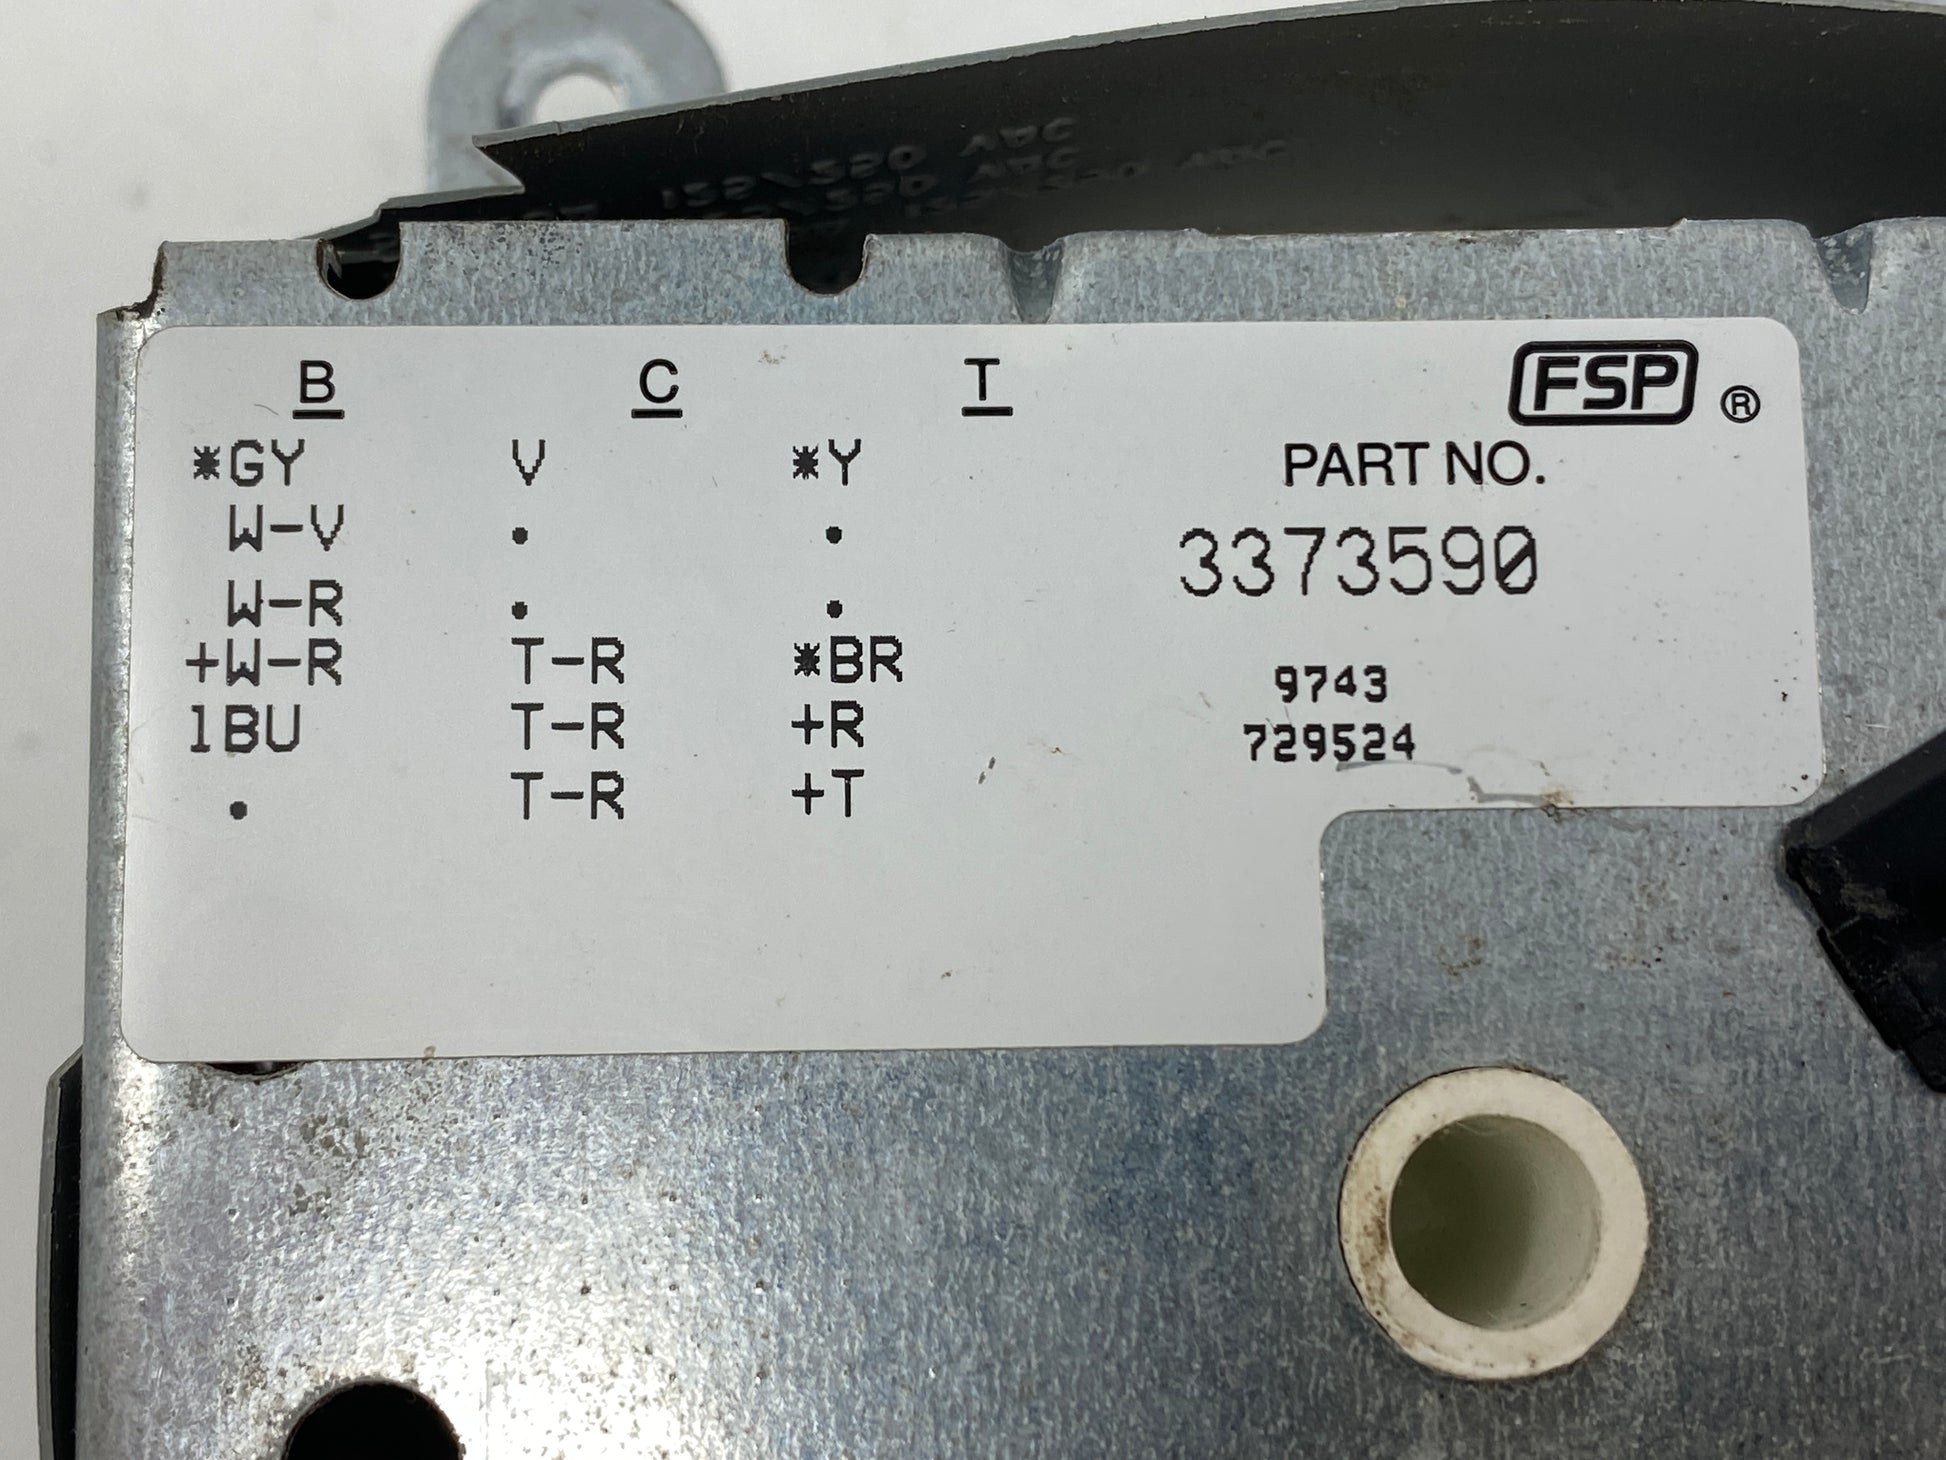 B C T FSP ®
*GY V *Y PART NO.
W-V . .
3373590
W-R . .
+W-R T-R *BR 9743
1BU T-R +R 729524
. T-R +T